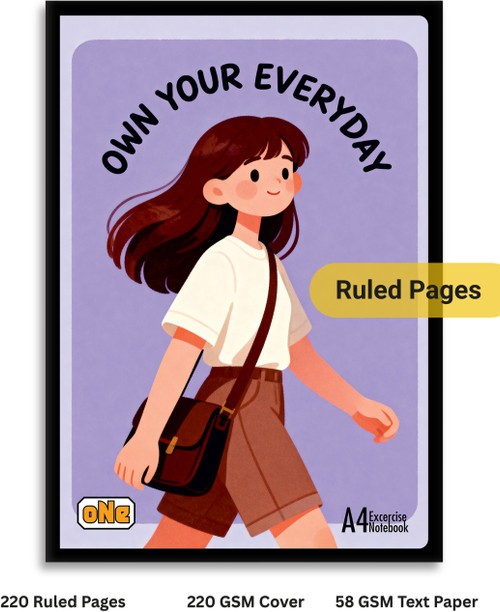 OWN YOUR EVERYDAY
Ruled Pages
oNe
A4 Excercise
Notebook
220 Ruled Pages 220 GSM Cover 58 GSM Text Paper